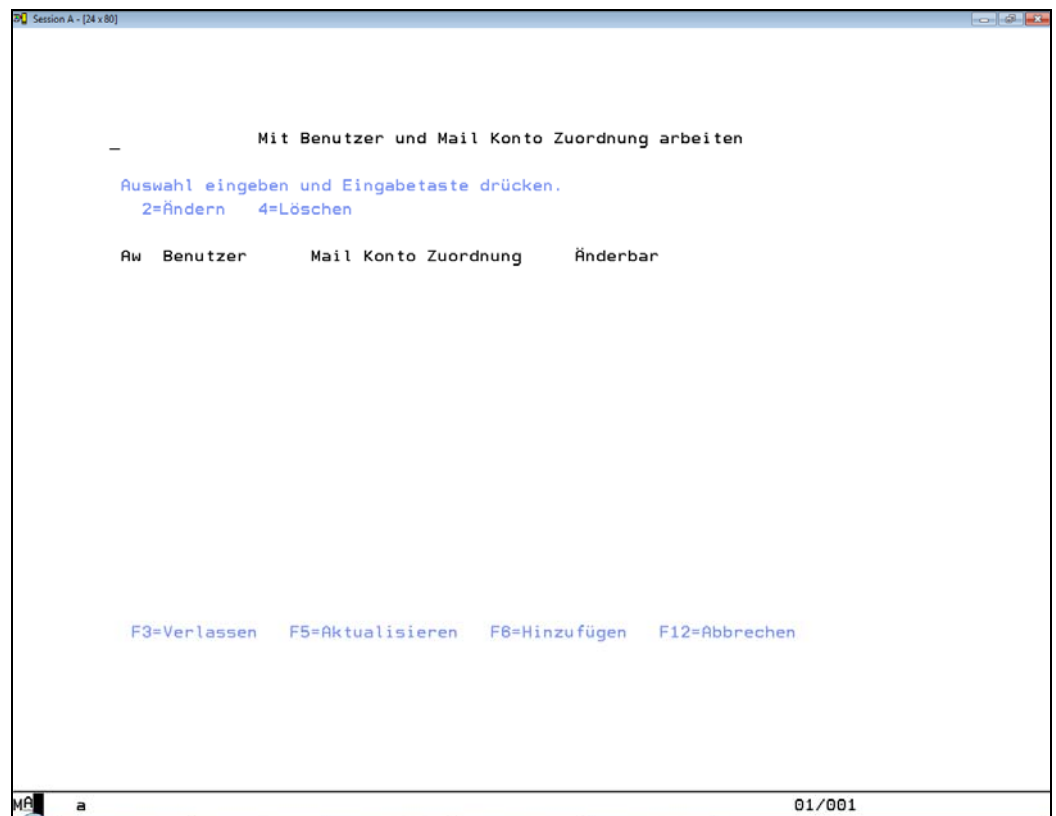 Session A - [24 x 80]
Mit Benutzer und Mail Konto Zuordnung arbeiten
Auswahl eingeben und Eingabetaste drücken.
2=Ändern 4=Löschen
Aw Benutzer Mail Konto Zuordnung Änderbar
F3=Verlassen F5=Aktualisieren F6=Hinzufügen F12=Abbrechen
MA a 01/001